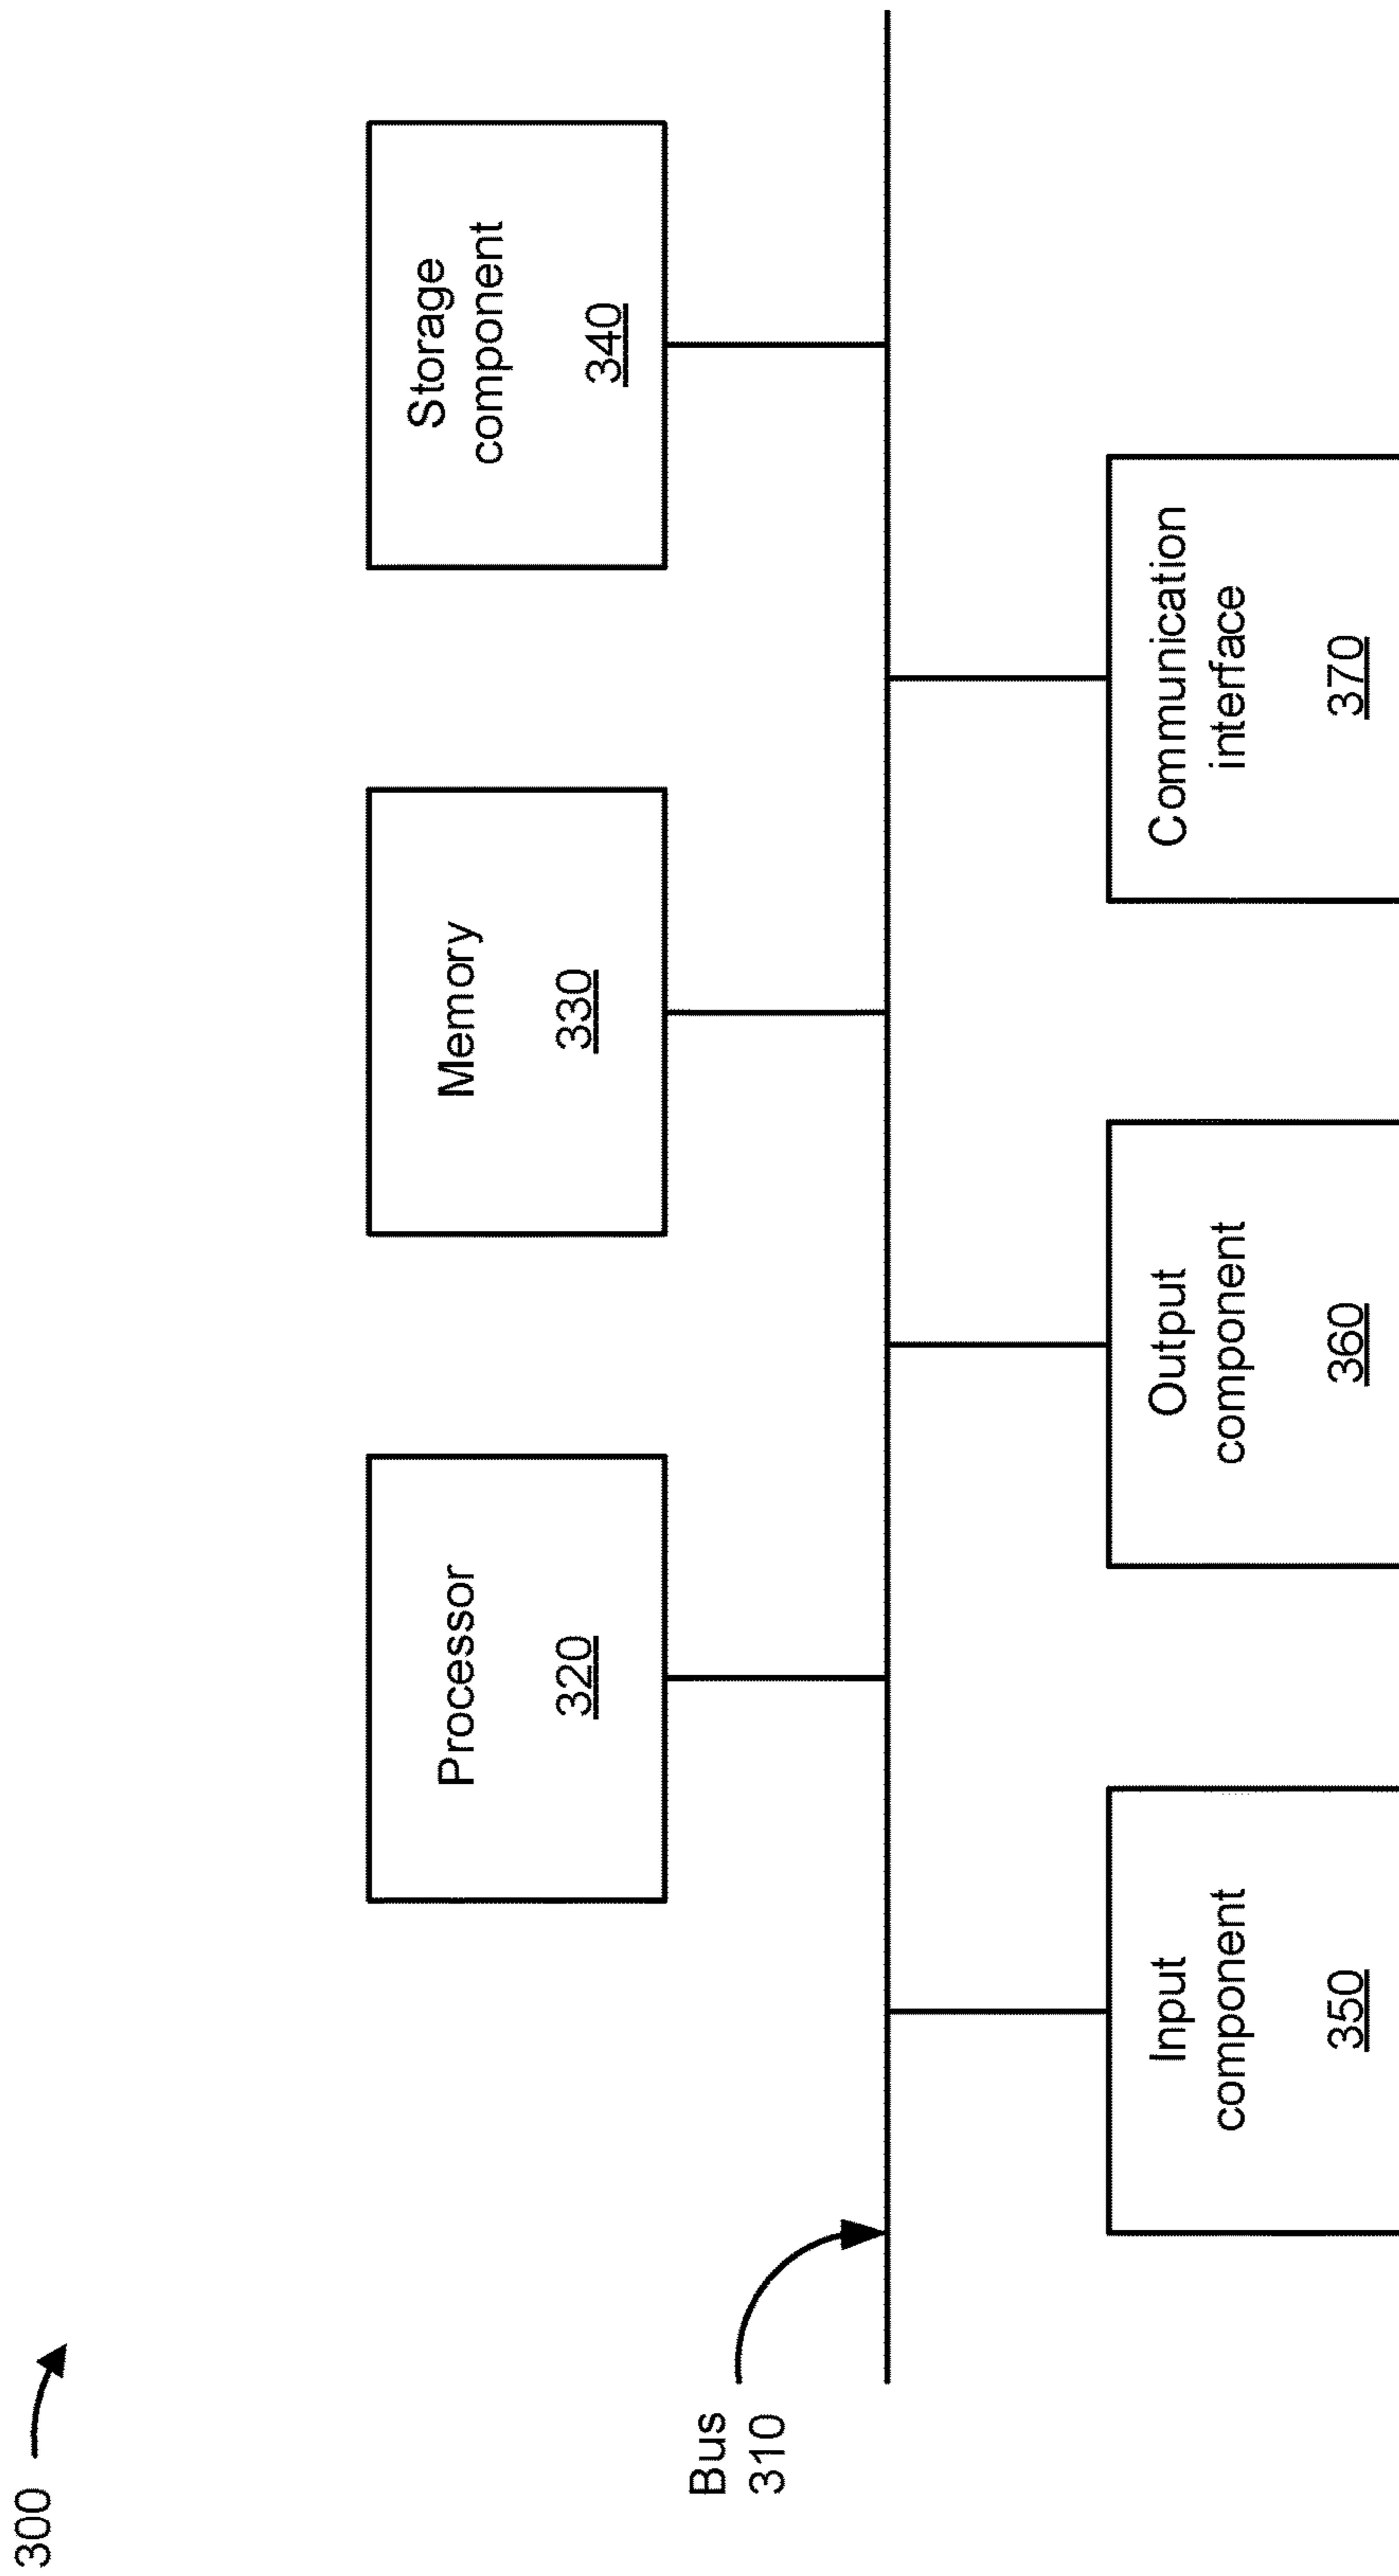 300
Processor
320
Memory
330
Storage
component
340
Bus
310
Input
component
350
Output
component
360
Communication
interface
370